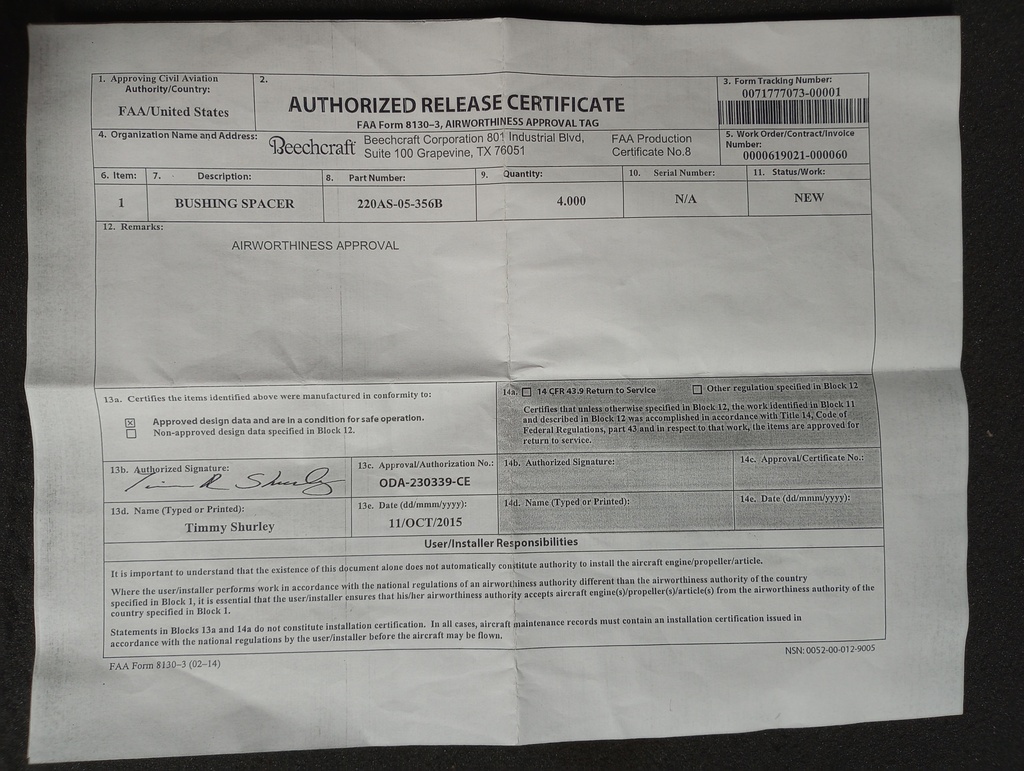 1. Approving Civil Aviation
Authority/Country:
FAA/United States
2.
AUTHORIZED RELEASE CERTIFICATE
FAA Form 8130–3, AIRWORTHINESS APPROVAL TAG
3. Form Tracking Number:
0071777073-00001
4. Organization Name and Address:
Beechcraft
Beechcraft Corporation 801 Industrial Blvd,
Suite 100 Grapevine, TX 76051
FAA Production
Certificate No.8
5. Work Order/Contract/Invoice
Number:
0000619021-000060
6. Item: 7. Description: 8. Part Number: 9. Quantity: 10. Serial Number: 11. Status/Work:
1 BUSHING SPACER 220AS-05-356B 4.000 N/A NEW
12. Remarks:
AIRWORTHINESS APPROVAL
13a. Certifies the items identified above were manufactured in conformity to:
Approved design data and are in a condition for safe operation.
Non-approved design data specified in Block 12.
14a. 14 CFR 43.9 Return to Service Other regulation specified in Block 12
Certifies that unless otherwise specified in Block 12, the work identified in Block 11
and described in Block 12 was accomplished in accordance with Title 14, Code of
Federal Regulations, part 43 and in respect to that work, the items are approved for
return to service.
13b. Authorized Signature:
Timmy R Shurley
13c. Approval/Authorization No.:
ODA-230339-CE
14b. Authorized Signature:
14c. Approval/Certificate No.:
13d. Name (Typed or Printed):
Timmy Shurley
13e. Date (dd/mmm/yyyy):
11/OCT/2015
14d. Name (Typed or Printed):
14e. Date (dd/mmm/yyyy):
User/Installer Responsibilities
It is important to understand that the existence of this document alone does not automatically constitute authority to install the aircraft engine/propeller/article.
Where the user/installer performs work in accordance with the national regulations of an airworthiness authority different than the airworthiness authority of the country
specified in Block 1, it is essential that the user/installer ensures that his/her airworthiness authority accepts aircraft engine(s)/propeller(s)/article(s) from the airworthiness authority of the
country specified in Block 1.
Statements in Blocks 13a and 14a do not constitute installation certification. In all cases, aircraft maintenance records must contain an installation certification issued in
accordance with the national regulations by the user/installer before the aircraft may be flown.
FAA Form 8130–3 (02–14)
NSN: 0052-00-012-9005